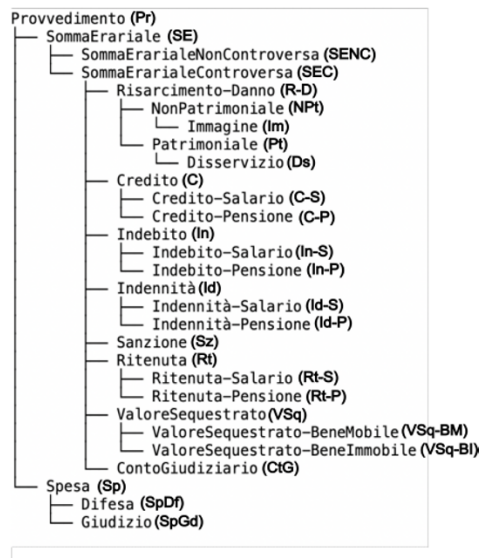 Provvedimento (Pr)
SommaErariale (SE)
SommaErarialeNonControversa (SENC)
SommaErarialeControversa (SEC)
Risarcimento-Danno (R-D)
NonPatrimoniale (NPt)
Immagine (Im)
Patrimoniale (Pt)
Disservizio (Ds)
Credito (C)
Credito-Salario (C-S)
Credito-Pensione (C-P)
Indebito (In)
Indebito-Salario (In-S)
Indebito-Pensione (In-P)
Indennità (Id)
Indennità-Salario (Id-S)
Indennità-Pensione (Id-P)
Sanzione (Sz)
Ritenuta (Rt)
Ritenuta-Salario (Rt-S)
Ritenuta-Pensione (Rt-P)
ValoreSequestrato (VSq)
ValoreSequestrato-BeneMobile (VSq-BM)
ValoreSequestrato-BeneImmobile (VSq-BI)
ContoGiudiziario (CtG)
Spesa (Sp)
Difesa (SpDf)
Giudizio (SpGd)